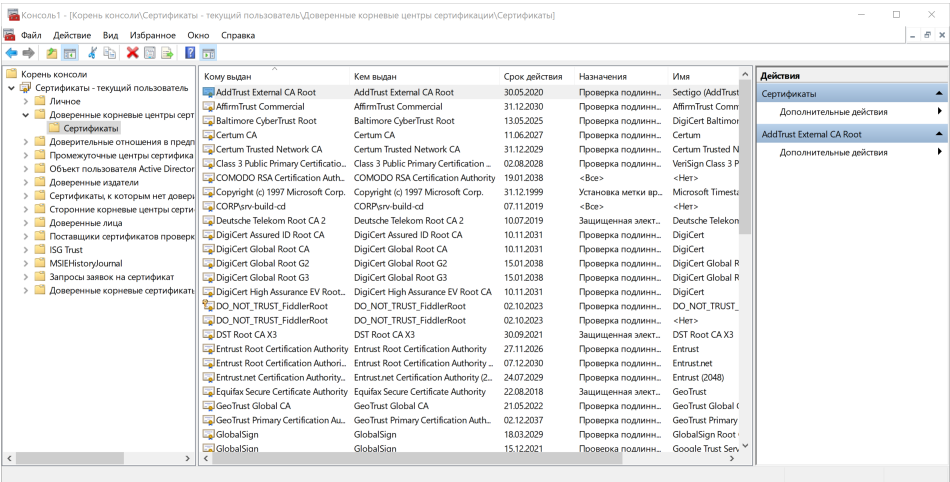 Консоль1 - [Корень консоли\Сертификаты - текущий пользователь\Доверенные корневые центры сертификации\Сертификаты]
Файл Действие Вид Избранное Окно Справка
Корень консоли
Сертификаты - текущий пользователь
Личное
Доверенные корневые центры серт
Сертификаты
Доверительные отношения в предп
Промежуточные центры сертифика
Объект пользователя Active Director
Доверенные издатели
Сертификаты, к которым нет довери
Сторонние корневые центры серти
Доверенные лица
Поставщики сертификатов проверк
ISG Trust
MSIEHistoryJournal
Запросы заявок на сертификат
Доверенные корневые сертификать
Кому выдан Кем выдан Срок действия Назначения Имя
AddTrust External CA Root AddTrust External CA Root 30.05.2020 Проверка подлинн... Sectigo (AddTrust
AffirmTrust Commercial AffirmTrust Commercial 31.12.2030 Проверка подлинн... AffirmTrust Comm
Baltimore CyberTrust Root Baltimore CyberTrust Root 13.05.2025 Проверка подлинн... DigiCert Baltimor
Certum CA Certum CA 11.06.2027 Проверка подлинн... Certum
Certum Trusted Network CA Certum Trusted Network CA 31.12.2029 Проверка подлинн... Certum Trusted N
Class 3 Public Primary Certificatio... Class 3 Public Primary Certification ... 02.08.2028 Проверка подлинн... VeriSign Class 3 P
COMODO RSA Certification Auth... COMODO RSA Certification Authority 19.01.2038 <Все> <Нет>
Copyright (c) 1997 Microsoft Corp. Copyright (c) 1997 Microsoft Corp. 31.12.1999 Установка метки вр... Microsoft Timesta
CORP\srv-build-cd CORP\srv-build-cd 07.11.2019 <Все> <Нет>
Deutsche Telekom Root CA 2 Deutsche Telekom Root CA 2 10.07.2019 Защищенная элект... Deutsche Telekon
DigiCert Assured ID Root CA DigiCert Assured ID Root CA 10.11.2031 Проверка подлинн... DigiCert
DigiCert Global Root CA DigiCert Global Root CA 10.11.2031 Проверка подлинн... DigiCert
DigiCert Global Root G2 DigiCert Global Root G2 15.01.2038 Проверка подлинн... DigiCert Global R
DigiCert Global Root G3 DigiCert Global Root G3 15.01.2038 Проверка подлинн... DigiCert Global R
DigiCert High Assurance EV Root... DigiCert High Assurance EV Root CA 10.11.2031 Проверка подлинн... DigiCert
DO_NOT_TRUST_FiddlerRoot DO_NOT_TRUST_FiddlerRoot 02.10.2023 Проверка подлинн... DO_NOT_TRUST_
DO_NOT_TRUST_FiddlerRoot DO_NOT_TRUST_FiddlerRoot 02.10.2023 Проверка подлинн... <Нет>
DST Root CA X3 DST Root CA X3 30.09.2021 Защищенная элект... DST Root CA X3
Entrust Root Certification Authority Entrust Root Certification Authority 27.11.2026 Проверка подлинн... Entrust
Entrust Root Certification Authori... Entrust Root Certification Authority ... 07.12.2030 Проверка подлинн... Entrust.net
Entrust.net Certification Authority... Entrust.net Certification Authority (2... 24.07.2029 Проверка подлинн... Entrust (2048)
Equifax Secure Certificate Authority Equifax Secure Certificate Authority 22.08.2018 Защищенная элект... GeoTrust
GeoTrust Global CA GeoTrust Global CA 21.05.2022 Проверка подлинн... GeoTrust Global C
GeoTrust Primary Certification Au... GeoTrust Primary Certification Auth... 02.12.2037 Проверка подлинн... GeoTrust Primary
GlobalSign GlobalSign 18.03.2029 Проверка подлинн... GlobalSign Root
GlobalSign GlobalSign 15.12.2021 Проверка подлинн... Google Trust Serv
Действия
Сертификаты
Дополнительные действия
AddTrust External CA Root
Дополнительные действия